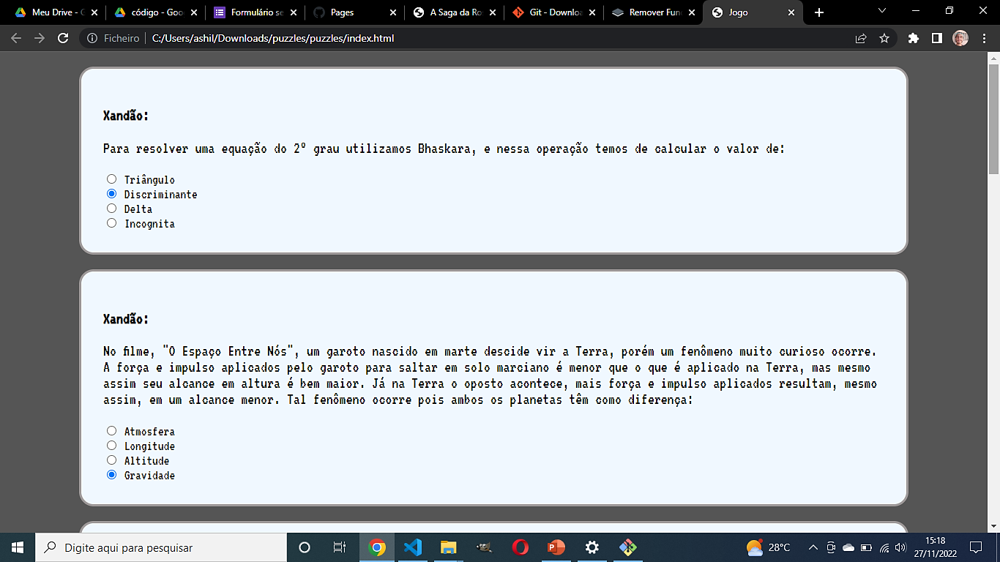 Meu Drive - G
código - Goo
Formulário se
Pages
A Saga da Ro
Git - Downloa
Remover Fun
Jogo
Ficheiro
C:/Users/ashil/Downloads/puzzles/puzzles/index.html
Xandão:
Para resolver uma equação do 2º grau utilizamos Bhaskara, e nessa operação temos de calcular o valor de:
Triângulo
Discriminante
Delta
Incognita
Xandão:
No filme, "O Espaço Entre Nós", um garoto nascido em marte descide vir a Terra, porém um fenômeno muito curioso ocorre.
A força e impulso aplicados pelo garoto para saltar em solo marciano é menor que o que é aplicado na Terra, mas mesmo
assim seu alcance em altura é bem maior. Já na Terra o oposto acontece, mais força e impulso aplicados resultam, mesmo
assim, em um alcance menor. Tal fenômeno ocorre pois ambos os planetas têm como diferença:
Atmosfera
Longitude
Altitude
Gravidade
Digite aqui para pesquisar
28°C
15:18
27/11/2022